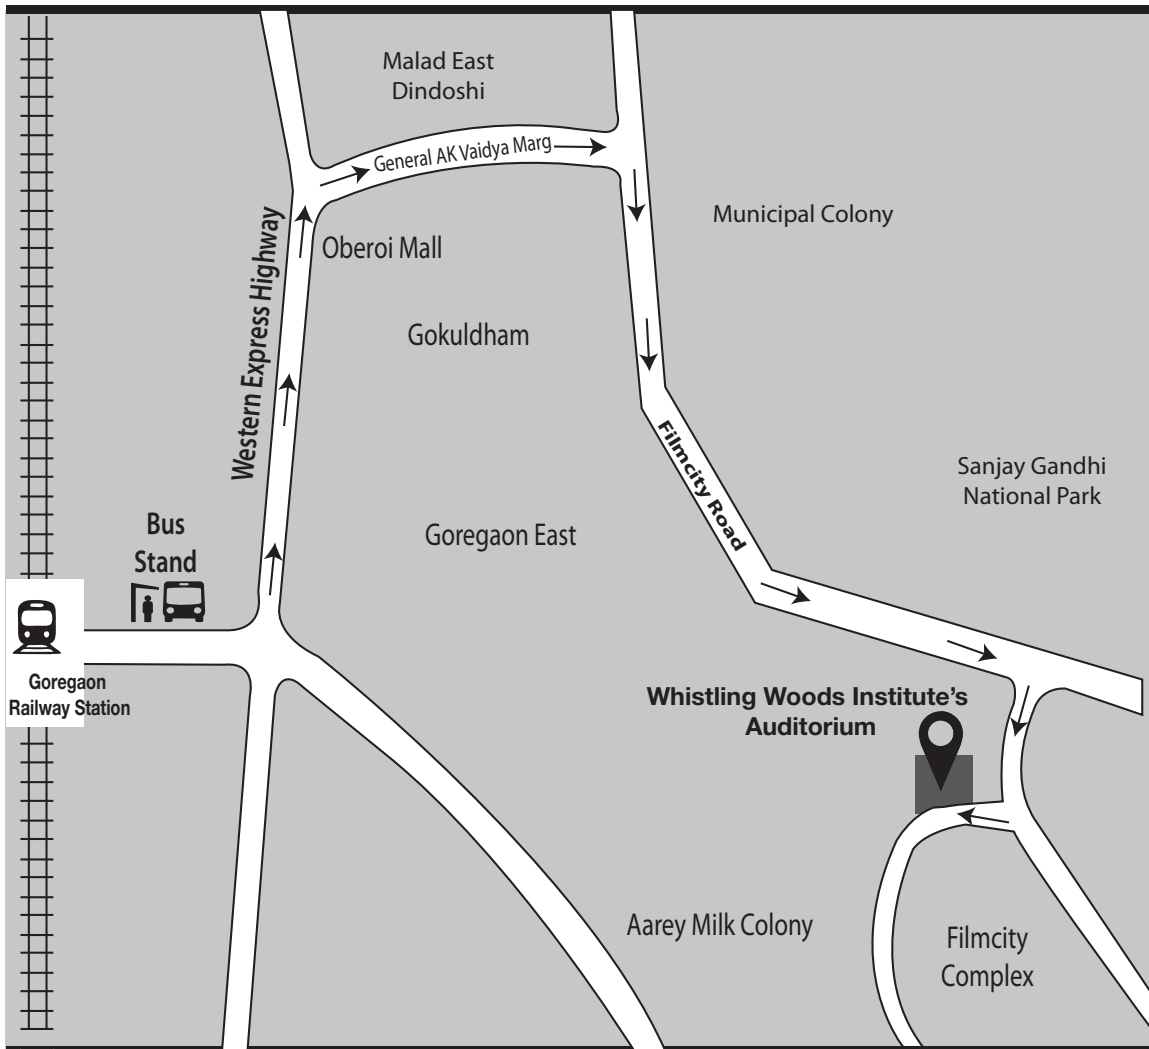 Malad East
Dindoshi
General AK Vaidya Marg
Municipal Colony
Western Express Highway
Oberoi Mall
Gokuldham
Filmcity Road
Sanjay Gandhi
National Park
Bus
Stand
Goregaon East
Goregaon
Railway Station
Whistling Woods Institute's
Auditorium
Aarey Milk Colony
Filmcity
Complex